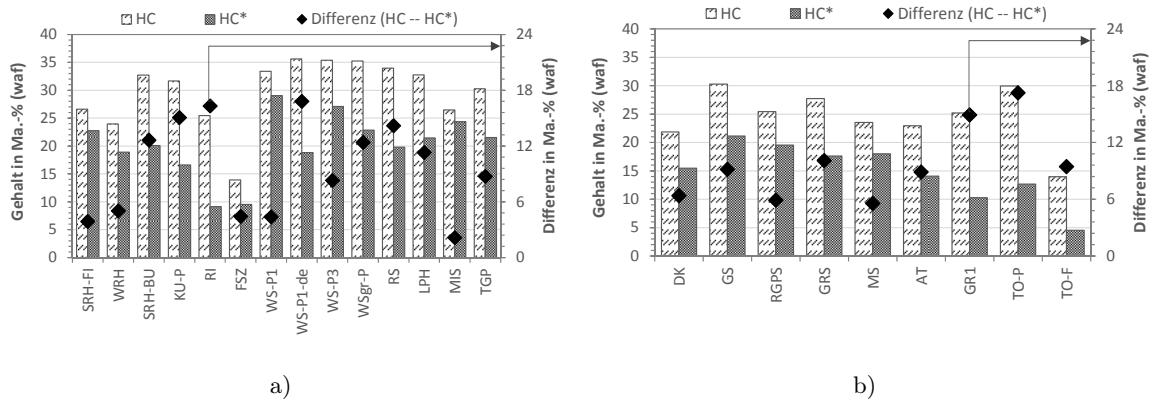 HC HC* Differenz (HC -- HC*)
40 35 30 25 20 15 10 5 0
Gehalt in Ma.-% (waf)
24 18 12 6 0
Differenz in Ma.-% (waf)
SRH-FI WRH SRH-BU KU-P RI FSZ WS-P1 WS-P1-de WS-P3 WSgr-P RS LPH MIS TGP
a)
HC HC* Differenz (HC -- HC*)
40 35 30 25 20 15 10 5 0
Gehalt in Ma.-% (waf)
24 18 12 6 0
Differenz in Ma.-% (waf)
DK GS RGPS GRS MS AT GR1 TO-P TO-F
b)